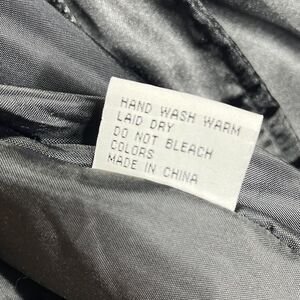 HAND WASH WARM
LAID DRY
DO NOT BLEACH
COLORS
MADE IN CHINA